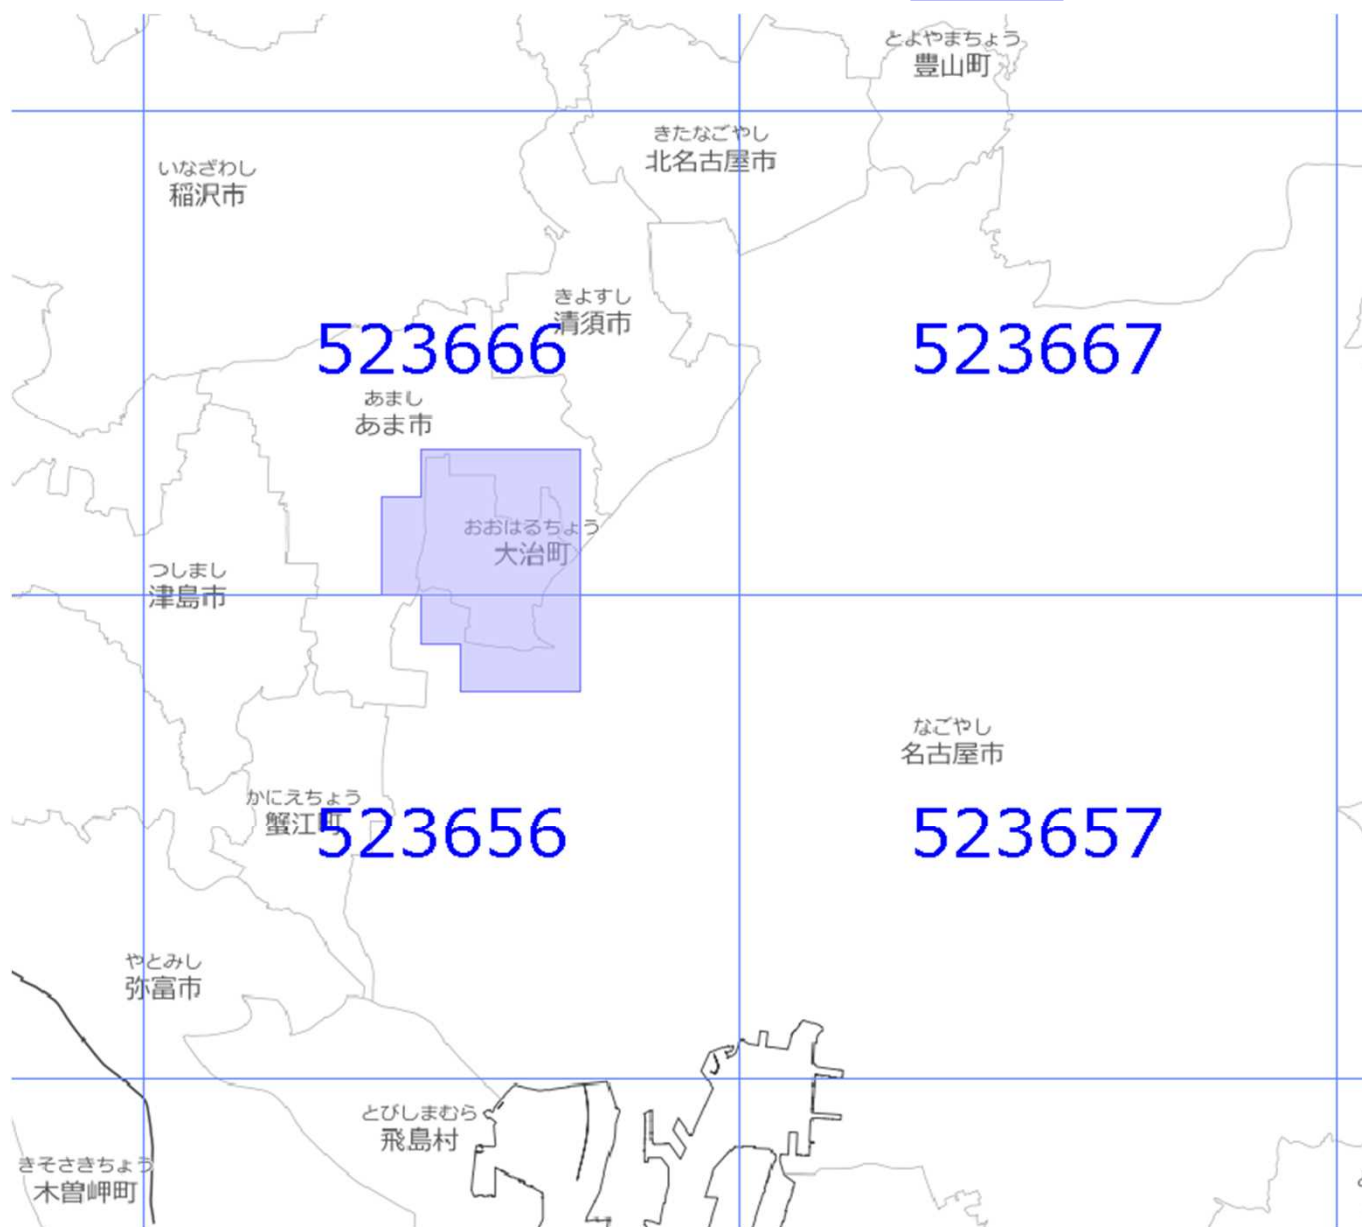 とよやまちょう
豊山町
きたなごやし
北名古屋市
いなざわし
稲沢市
きよすし
清須市
523666
523667
あまし
あま市
おおはるちょう
大治町
つしまし
津島市
なごやし
名古屋市
かにえちょう
蟹江町
523656
523657
やとみし
弥富市
とびしまむら
飛島村
きそさきちょう
木曽岬町